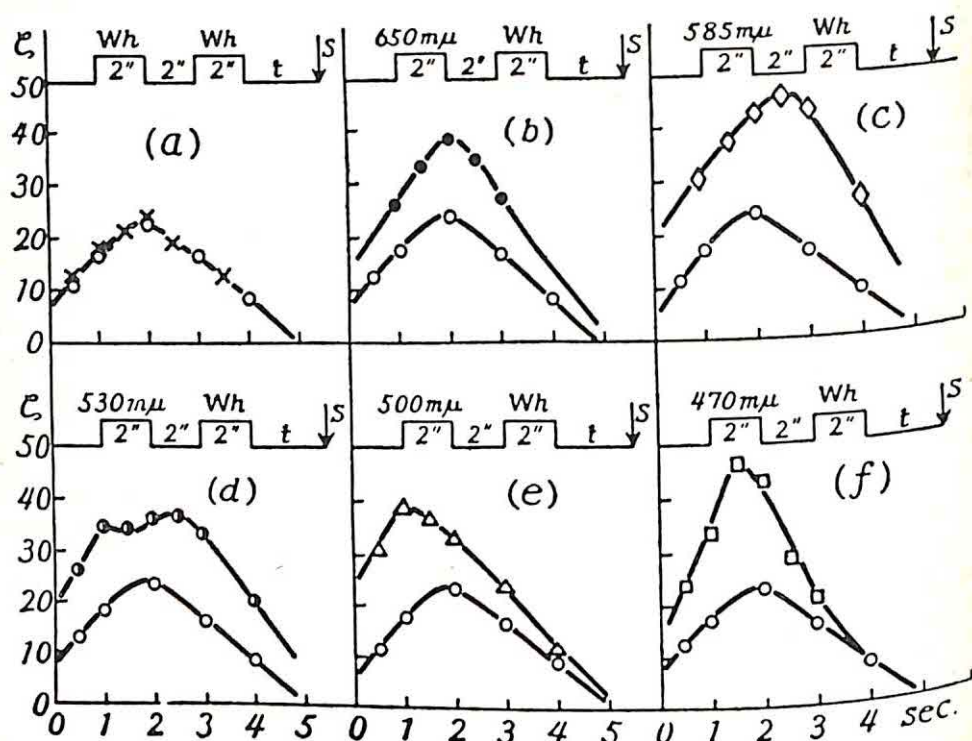 Wh Wh 650mμ Wh 585mμ Wh
ζ 2" 2" 2" t S 2" 2" 2" t S 2" 2" 2" t S
50
(a) (b) (c)
40
30
20
10
0
530mμ Wh 500mμ Wh 470mμ Wh
ζ 2" 2" 2" t S 2" 2" 2" t S 2" 2" 2" t S
50
(d) (e) (f)
40
30
20
10
0
0 1 2 3 4 5 0 1 2 3 4 5 0 1 2 3 4 sec.